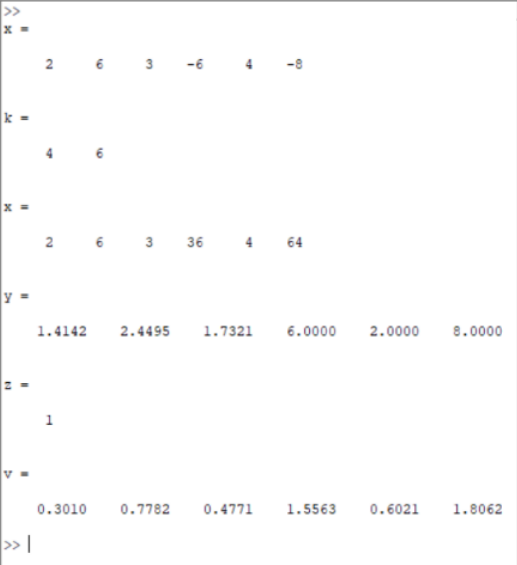 >>
x =
2 6 3 -6 4 -8
k =
4 6
x =
2 6 3 36 4 64
y =
1.4142 2.4495 1.7321 6.0000 2.0000 8.0000
z =
1
v =
0.3010 0.7782 0.4771 1.5563 0.6021 1.8062
>>